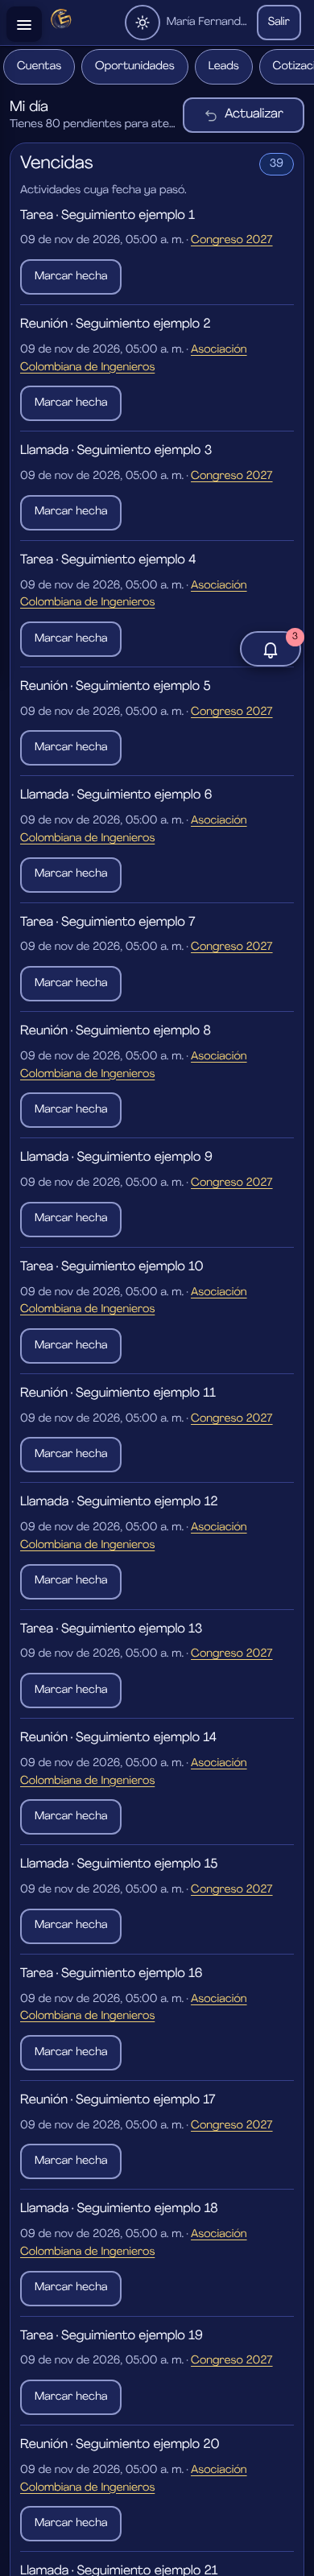 María Fernand...
Salir
Cuentas
Oportunidades
Leads
Cotizac
Mi día
Tienes 80 pendientes para ate...
Actualizar
Vencidas
39
Actividades cuya fecha ya pasó.
Tarea · Seguimiento ejemplo 1
09 de nov de 2026, 05:00 a. m. · Congreso 2027
Marcar hecha
Reunión · Seguimiento ejemplo 2
09 de nov de 2026, 05:00 a. m. · Asociación
Colombiana de Ingenieros
Marcar hecha
Llamada · Seguimiento ejemplo 3
09 de nov de 2026, 05:00 a. m. · Congreso 2027
Marcar hecha
Tarea · Seguimiento ejemplo 4
09 de nov de 2026, 05:00 a. m. · Asociación
Colombiana de Ingenieros
Marcar hecha
3
Reunión · Seguimiento ejemplo 5
09 de nov de 2026, 05:00 a. m. · Congreso 2027
Marcar hecha
Llamada · Seguimiento ejemplo 6
09 de nov de 2026, 05:00 a. m. · Asociación
Colombiana de Ingenieros
Marcar hecha
Tarea · Seguimiento ejemplo 7
09 de nov de 2026, 05:00 a. m. · Congreso 2027
Marcar hecha
Reunión · Seguimiento ejemplo 8
09 de nov de 2026, 05:00 a. m. · Asociación
Colombiana de Ingenieros
Marcar hecha
Llamada · Seguimiento ejemplo 9
09 de nov de 2026, 05:00 a. m. · Congreso 2027
Marcar hecha
Tarea · Seguimiento ejemplo 10
09 de nov de 2026, 05:00 a. m. · Asociación
Colombiana de Ingenieros
Marcar hecha
Reunión · Seguimiento ejemplo 11
09 de nov de 2026, 05:00 a. m. · Congreso 2027
Marcar hecha
Llamada · Seguimiento ejemplo 12
09 de nov de 2026, 05:00 a. m. · Asociación
Colombiana de Ingenieros
Marcar hecha
Tarea · Seguimiento ejemplo 13
09 de nov de 2026, 05:00 a. m. · Congreso 2027
Marcar hecha
Reunión · Seguimiento ejemplo 14
09 de nov de 2026, 05:00 a. m. · Asociación
Colombiana de Ingenieros
Marcar hecha
Llamada · Seguimiento ejemplo 15
09 de nov de 2026, 05:00 a. m. · Congreso 2027
Marcar hecha
Tarea · Seguimiento ejemplo 16
09 de nov de 2026, 05:00 a. m. · Asociación
Colombiana de Ingenieros
Marcar hecha
Reunión · Seguimiento ejemplo 17
09 de nov de 2026, 05:00 a. m. · Congreso 2027
Marcar hecha
Llamada · Seguimiento ejemplo 18
09 de nov de 2026, 05:00 a. m. · Asociación
Colombiana de Ingenieros
Marcar hecha
Tarea · Seguimiento ejemplo 19
09 de nov de 2026, 05:00 a. m. · Congreso 2027
Marcar hecha
Reunión · Seguimiento ejemplo 20
09 de nov de 2026, 05:00 a. m. · Asociación
Colombiana de Ingenieros
Marcar hecha
Llamada · Seguimiento ejemplo 21